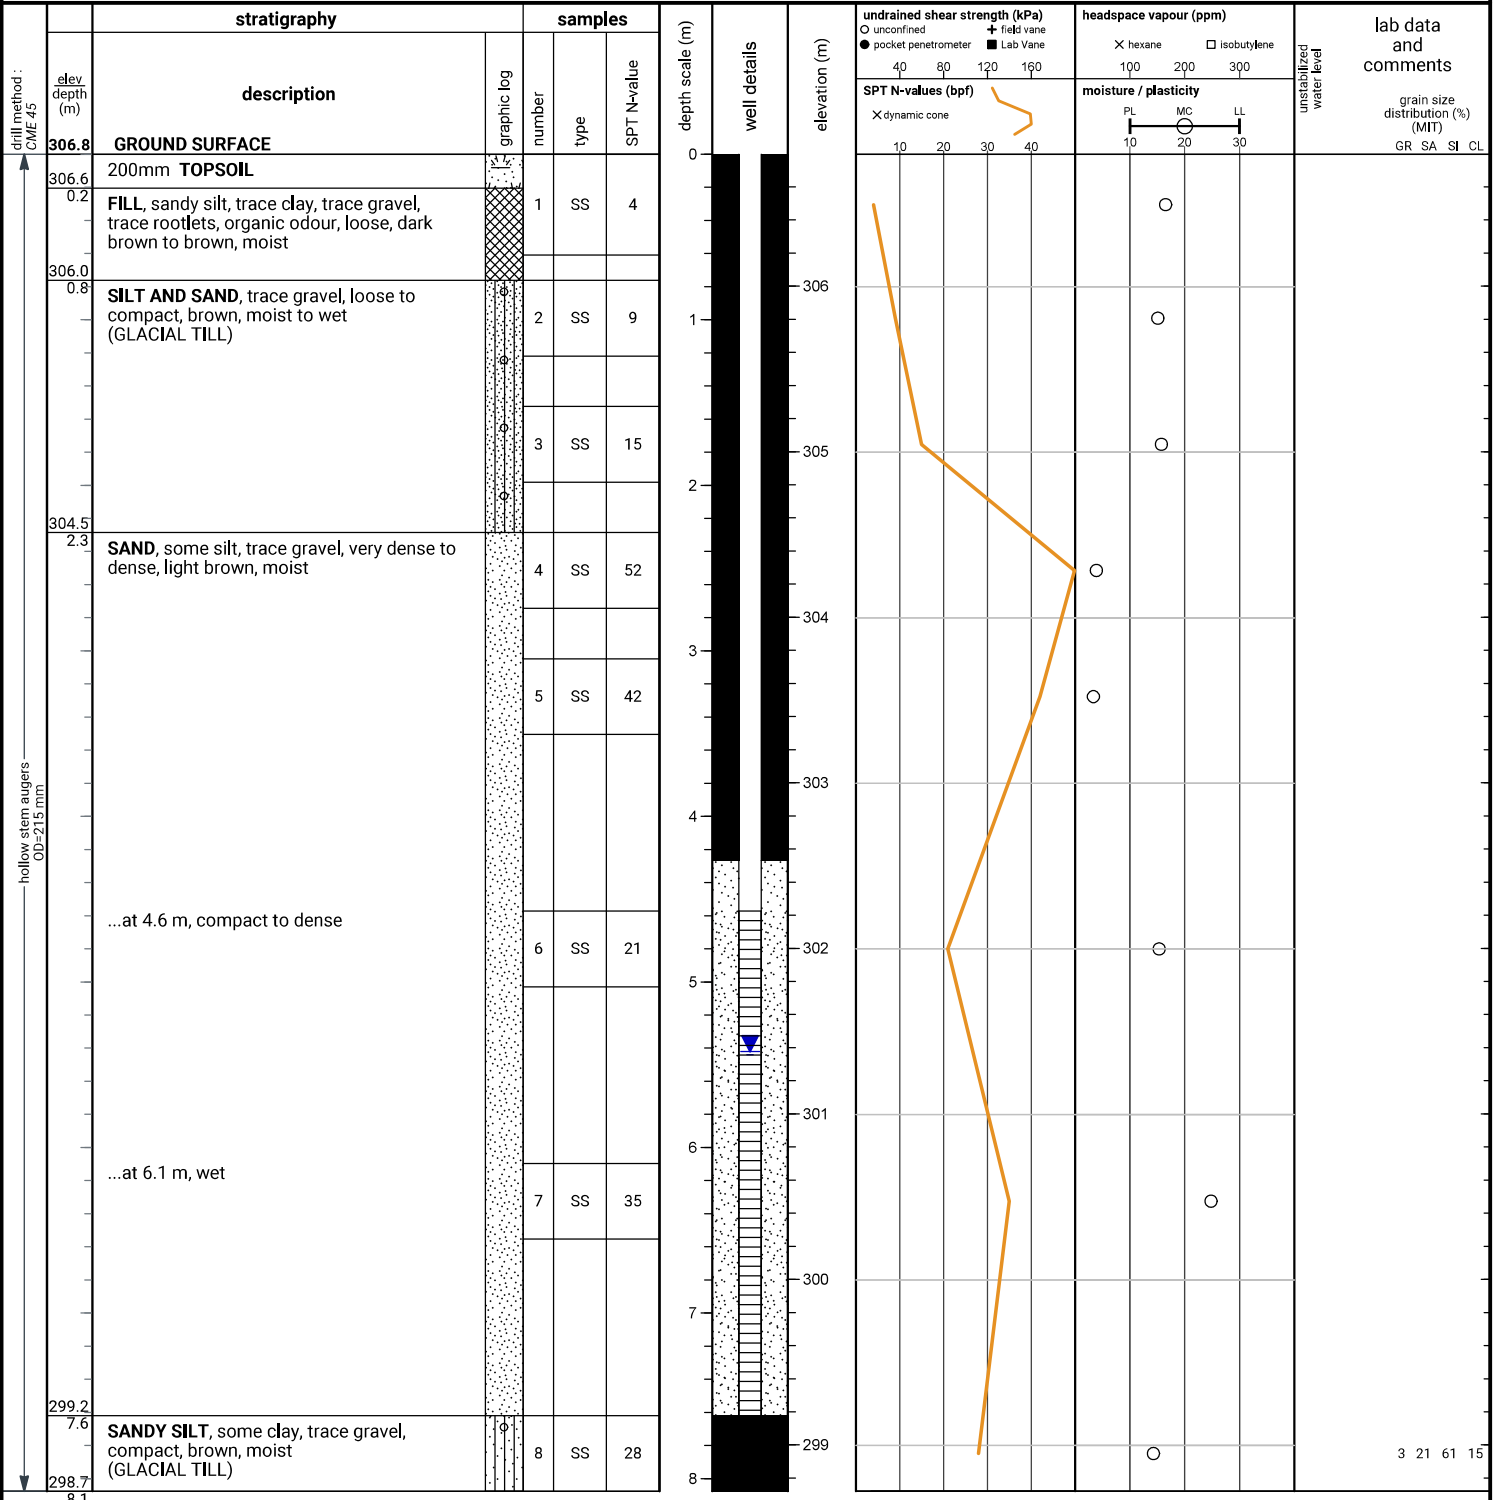 stratigraphy
samples
drill method :
CME 45
elev
depth
(m)
description
graphic log
number
type
SPT N-value
depth scale (m)
well details
elevation (m)
undrained shear strength (kPa)
unconfined
field vane
pocket penetrometer
Lab Vane
40 80 120 160
SPT N-values (bpf)
dynamic cone
10 20 30 40
headspace vapour (ppm)
hexane
isobutylene
100 200 300
moisture / plasticity
PL MC LL
10 20 30
unstabilized
water level
lab data
and
comments
grain size
distribution (%)
(MIT)
GR SA SI CL
306.8 GROUND SURFACE
200mm TOPSOIL
306.6
0.2
FILL, sandy silt, trace clay, trace gravel,
trace rootlets, organic odour, loose, dark
brown to brown, moist
1 SS 4
306.0
0.8
SILT AND SAND, trace gravel, loose to
compact, brown, moist to wet
(GLACIAL TILL)
2 SS 9
3 SS 15
304.5
2.3
SAND, some silt, trace gravel, very dense to
dense, light brown, moist
4 SS 52
5 SS 42
...at 4.6 m, compact to dense
6 SS 21
...at 6.1 m, wet
7 SS 35
299.2
7.6
SANDY SILT, some clay, trace gravel,
compact, brown, moist
(GLACIAL TILL)
8 SS 28
298.7
8.1
hollow stem augers
OD=215 mm
0
1
2
3
4
5
6
7
8
306
305
304
303
302
301
300
299
3 21 61 15